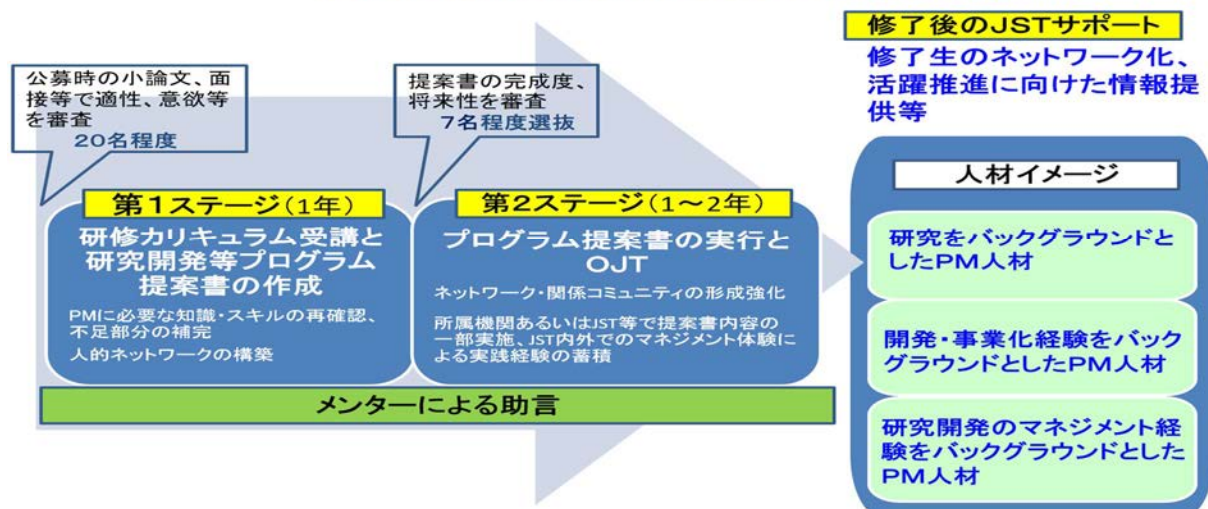 公募時の小論文、面
接等で適性、意欲等
を審査
20名程度
提案書の完成度、
将来性を審査
7名程度選抜
第1ステージ(1年)
研修カリキュラム受講と
研究開発等プログラム
提案書の作成
PMに必要な知識・スキルの再確認、
不足部分の補完
人的ネットワークの構築
第2ステージ(1～2年)
プログラム提案書の実行と
OJT
ネットワーク・関係コミュニティの形成強化
所属機関あるいはJST等で提案書内容の
一部実施、JST内外でのマネジメント体験に
よる実践経験の蓄積
メンターによる助言
修了後のJSTサポート
修了生のネットワーク化、
活躍推進に向けた情報提
供等
人材イメージ
研究をバックグラウンドと
したPM人材
開発・事業化経験をバック
グラウンドとしたPM人材
研究開発のマネジメント経
験をバックグラウンドとした
PM人材